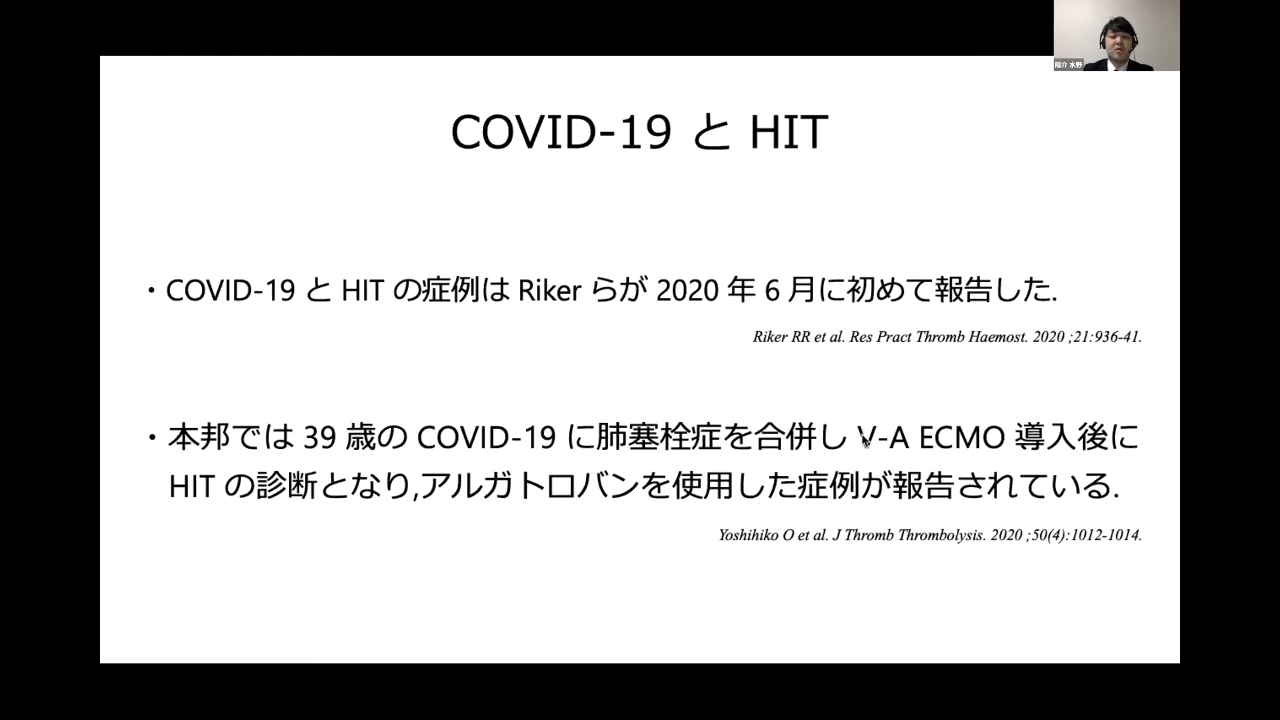 陽介 水野
COVID-19 と HIT
・COVID-19 と HIT の症例は Riker らが 2020 年 6 月に初めて報告した.
Riker RR et al. Res Pract Thromb Haemost. 2020 ;21:936-41.
・本邦では 39 歳の COVID-19 に肺塞栓症を合併し V-A ECMO 導入後に
HIT の診断となり,アルガトロバンを使用した症例が報告されている.
Yoshihiko O et al. J Thromb Thrombolysis. 2020 ;50(4):1012-1014.